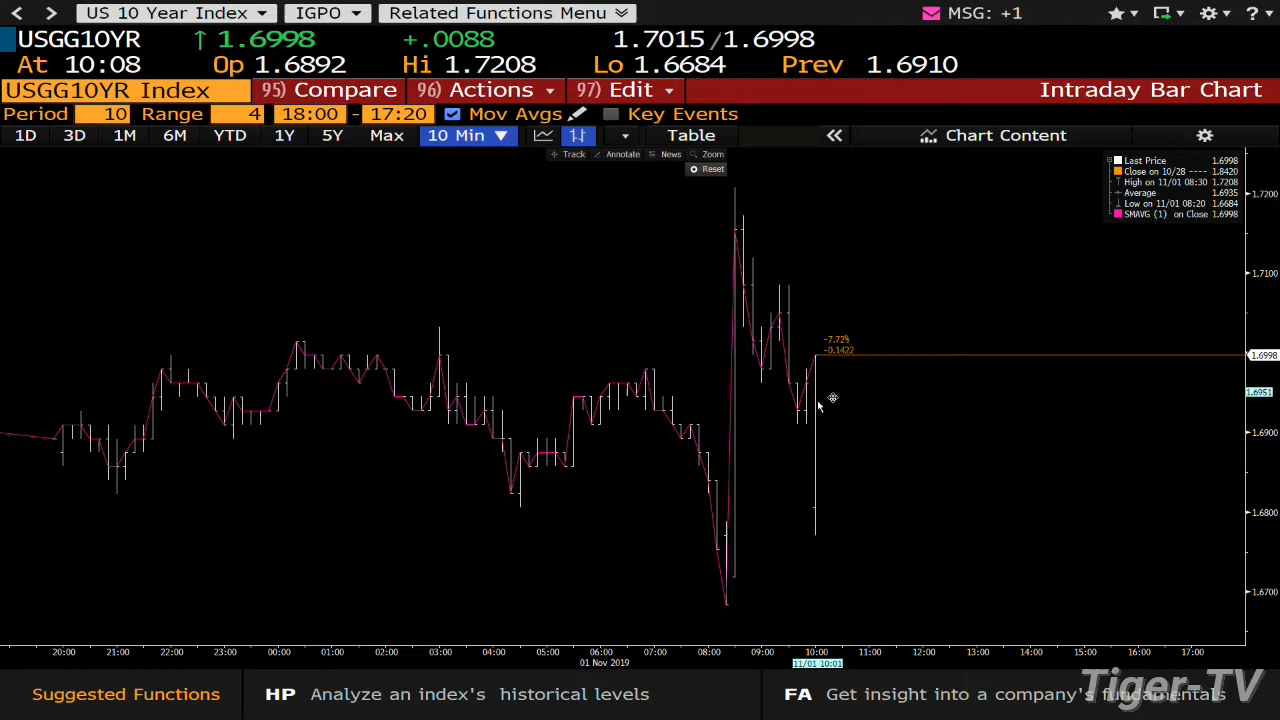 US 10 Year Index IGPO Related Functions Menu MSG: +1
USGG10YR ↑ 1.6998 +.0088 1.7015/1.6998
At 10:08 Op 1.6892 Hi 1.7208 Lo 1.6684 Prev 1.6910
USGG10YR Index 95) Compare 96) Actions 97) Edit Intraday Bar Chart
Period 10 Range 4 18:00 - 17:20 Mov Avgs Key Events
1D 3D 1M 6M YTD 1Y 5Y Max 10 Min ▼ Table « Chart Content
Track Annotate News Zoom
Reset
Last Price 1.6998
Close on 10/28 ---- 1.8420
High on 11/01 08:30 1.7208
Average 1.6935
Low on 11/01 08:20 1.6684
SMAVG (1) on Close 1.6998
1.7200
1.7100
-7.72%
-0.1422
1.6998
1.6951
1.6900
1.6800
1.6700
20:00 21:00 22:00 23:00 00:00 01:00 02:00 03:00 04:00 05:00 06:00 07:00 08:00 09:00 10:00 11:00 12:00 13:00 14:00 15:00 16:00 17:00
01 Nov 2019 11/01 10:01
Suggested Functions HP Analyze an index's historical levels FA Get insight into a company's fundamentals
Tiger-TV